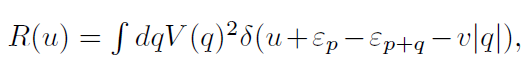 R(u) = ∫ dqV(q)²δ(u + ε_p − ε_{p+q} − v|q|),